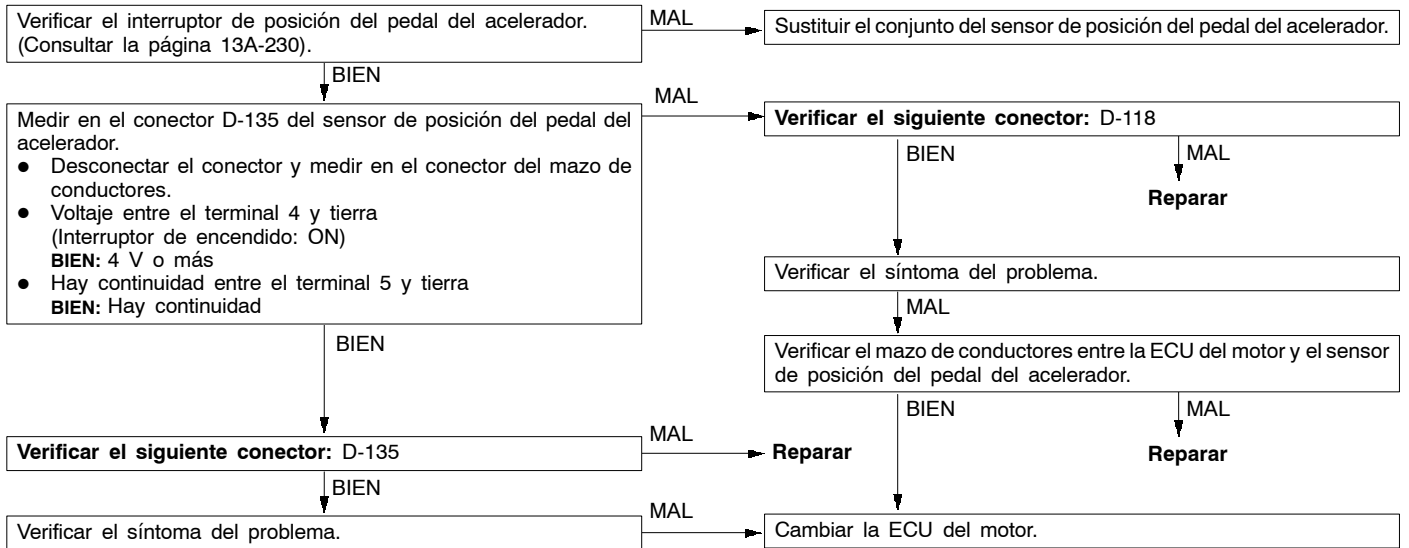 Verificar el interruptor de posición del pedal del acelerador.
(Consultar la página 13A-230).
MAL
Sustituir el conjunto del sensor de posición del pedal del acelerador.
BIEN
Medir en el conector D-135 del sensor de posición del pedal del
acelerador.
● Desconectar el conector y medir en el conector del mazo de
conductores.
● Voltaje entre el terminal 4 y tierra
(Interruptor de encendido: ON)
BIEN: 4 V o más
● Hay continuidad entre el terminal 5 y tierra
BIEN: Hay continuidad
MAL
Verificar el siguiente conector: D-118
BIEN
MAL
Reparar
Verificar el síntoma del problema.
MAL
Verificar el mazo de conductores entre la ECU del motor y el sensor
de posición del pedal del acelerador.
BIEN
MAL
Reparar
BIEN
Verificar el siguiente conector: D-135
MAL
Reparar
BIEN
Verificar el síntoma del problema.
MAL
Cambiar la ECU del motor.